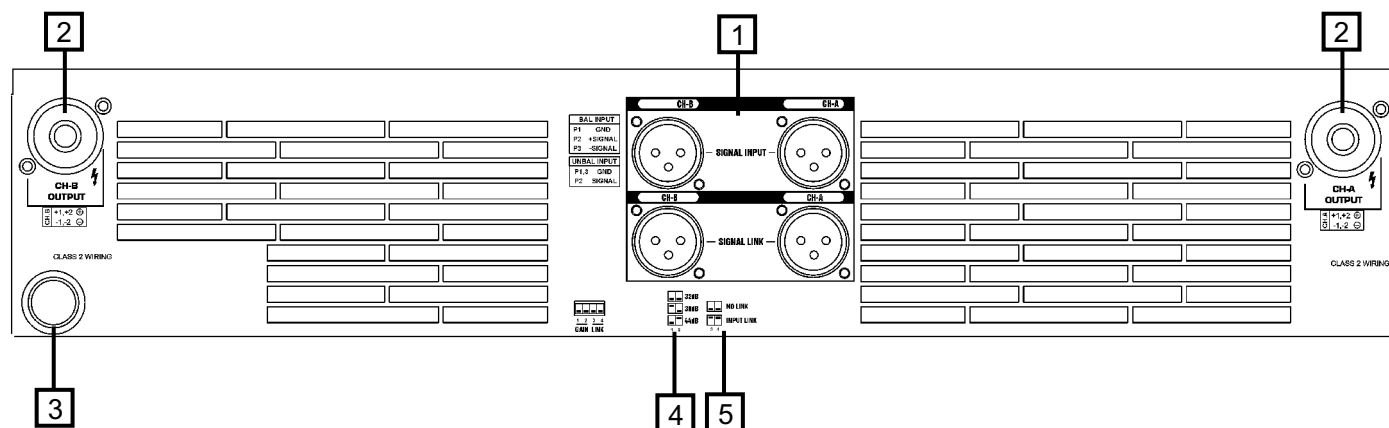 2
1
2
CH-B
CH-A
BAL INPUT
P1 GND
P2 +SIGNAL
P3 -SIGNAL
UNBAL INPUT
P1,3 GND
P2 SIGNAL
SIGNAL INPUT
CH-B
CH-A
SIGNAL LINK
CH-B
OUTPUT
CH-B
+1,+2 ⊕
-1,-2 ⊖
CLASS 2 WIRING
CH-A
OUTPUT
CH-A
+1,+2 ⊕
-1,-2 ⊖
CLASS 2 WIRING
1 2 3 4
GAIN LINK
32dB
38dB
44dB
NO LINK
INPUT LINK
3
4
5